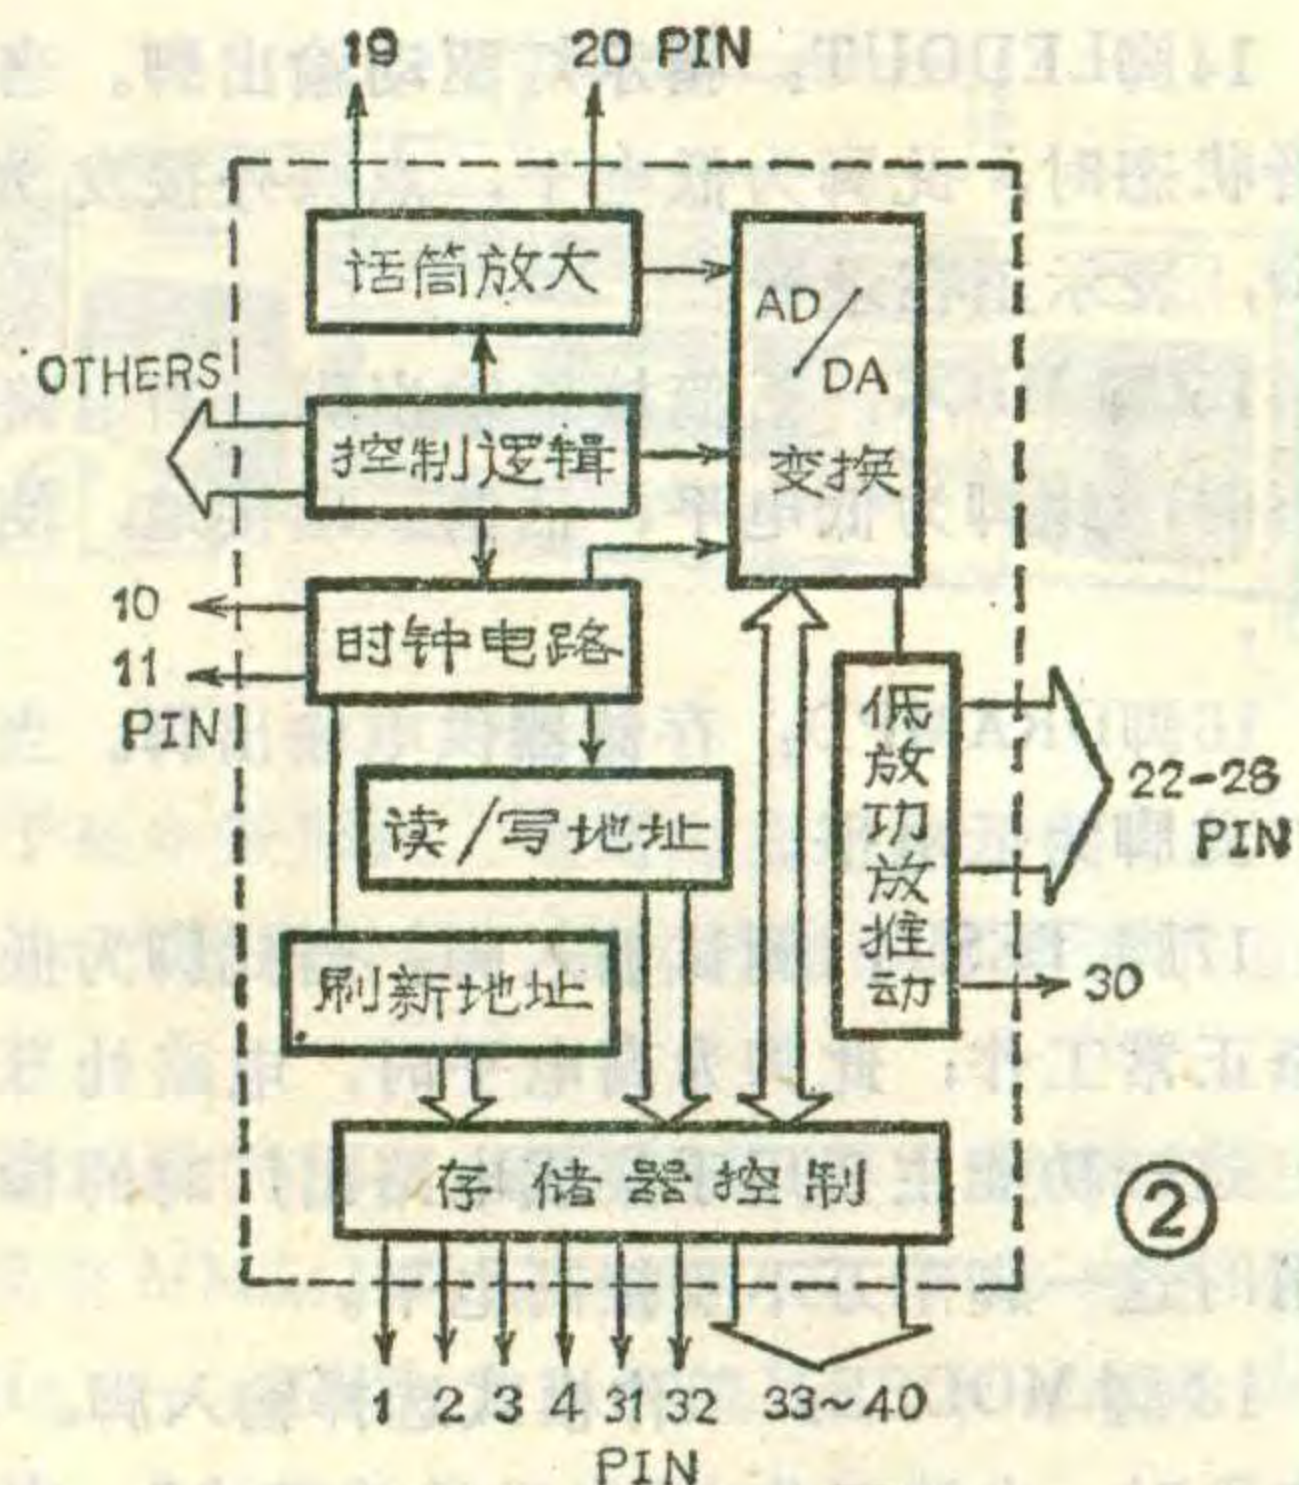 19 20 PIN
话筒放大
AD/DA
变换
OTHERS
控制逻辑
10
11
PIN
时钟电路
读/写地址
刷新地址
低放功放推动
22-28
PIN
30
存储器控制
②
1 2 3 4 31 32 33~40
PIN